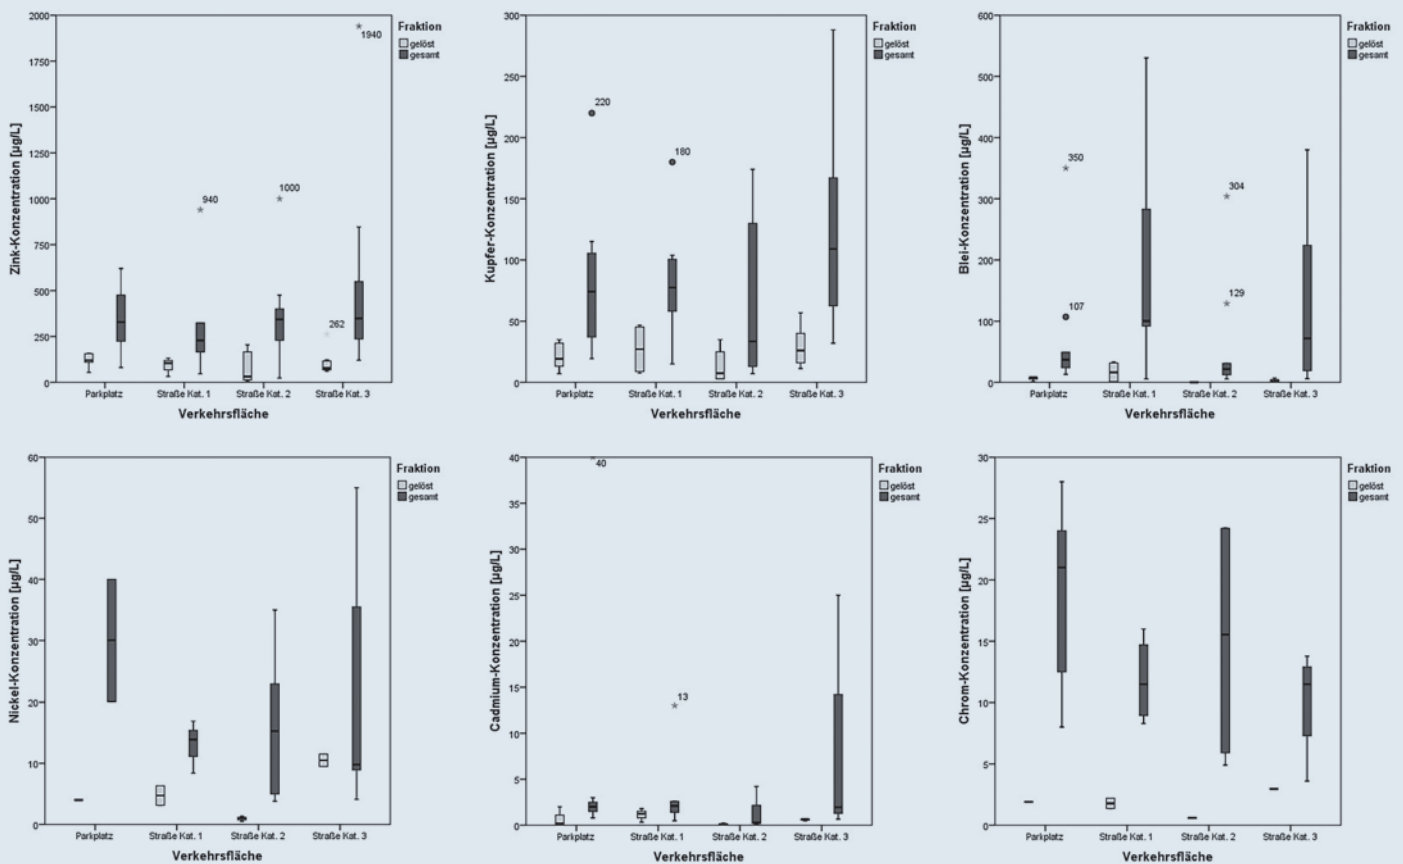 Zink-Konzentration [µg/L]
2000
1750
1500
1250
1000
750
500
250
0
1940
940
1000
262
Parkplatz
Straße Kat. 1
Straße Kat. 2
Straße Kat. 3
Verkehrsfläche
Fraktion
gelöst
gesamt
Kupfer-Konzentration [µg/L]
300
250
200
150
100
50
0
220
180
Parkplatz
Straße Kat. 1
Straße Kat. 2
Straße Kat. 3
Verkehrsfläche
Fraktion
gelöst
gesamt
Blei-Konzentration [µg/L]
600
500
400
300
200
100
0
350
107
304
129
Parkplatz
Straße Kat. 1
Straße Kat. 2
Straße Kat. 3
Verkehrsfläche
Fraktion
gelöst
gesamt
Nickel-Konzentration [µg/L]
60
50
40
30
20
10
0
Parkplatz
Straße Kat. 1
Straße Kat. 2
Straße Kat. 3
Verkehrsfläche
Fraktion
gelöst
gesamt
Cadmium-Konzentration [µg/L]
40
35
30
25
20
15
10
5
0
40
13
Parkplatz
Straße Kat. 1
Straße Kat. 2
Straße Kat. 3
Verkehrsfläche
Fraktion
gelöst
gesamt
Chrom-Konzentration [µg/L]
30
25
20
15
10
5
0
Parkplatz
Straße Kat. 1
Straße Kat. 2
Straße Kat. 3
Verkehrsfläche
Fraktion
gelöst
gesamt